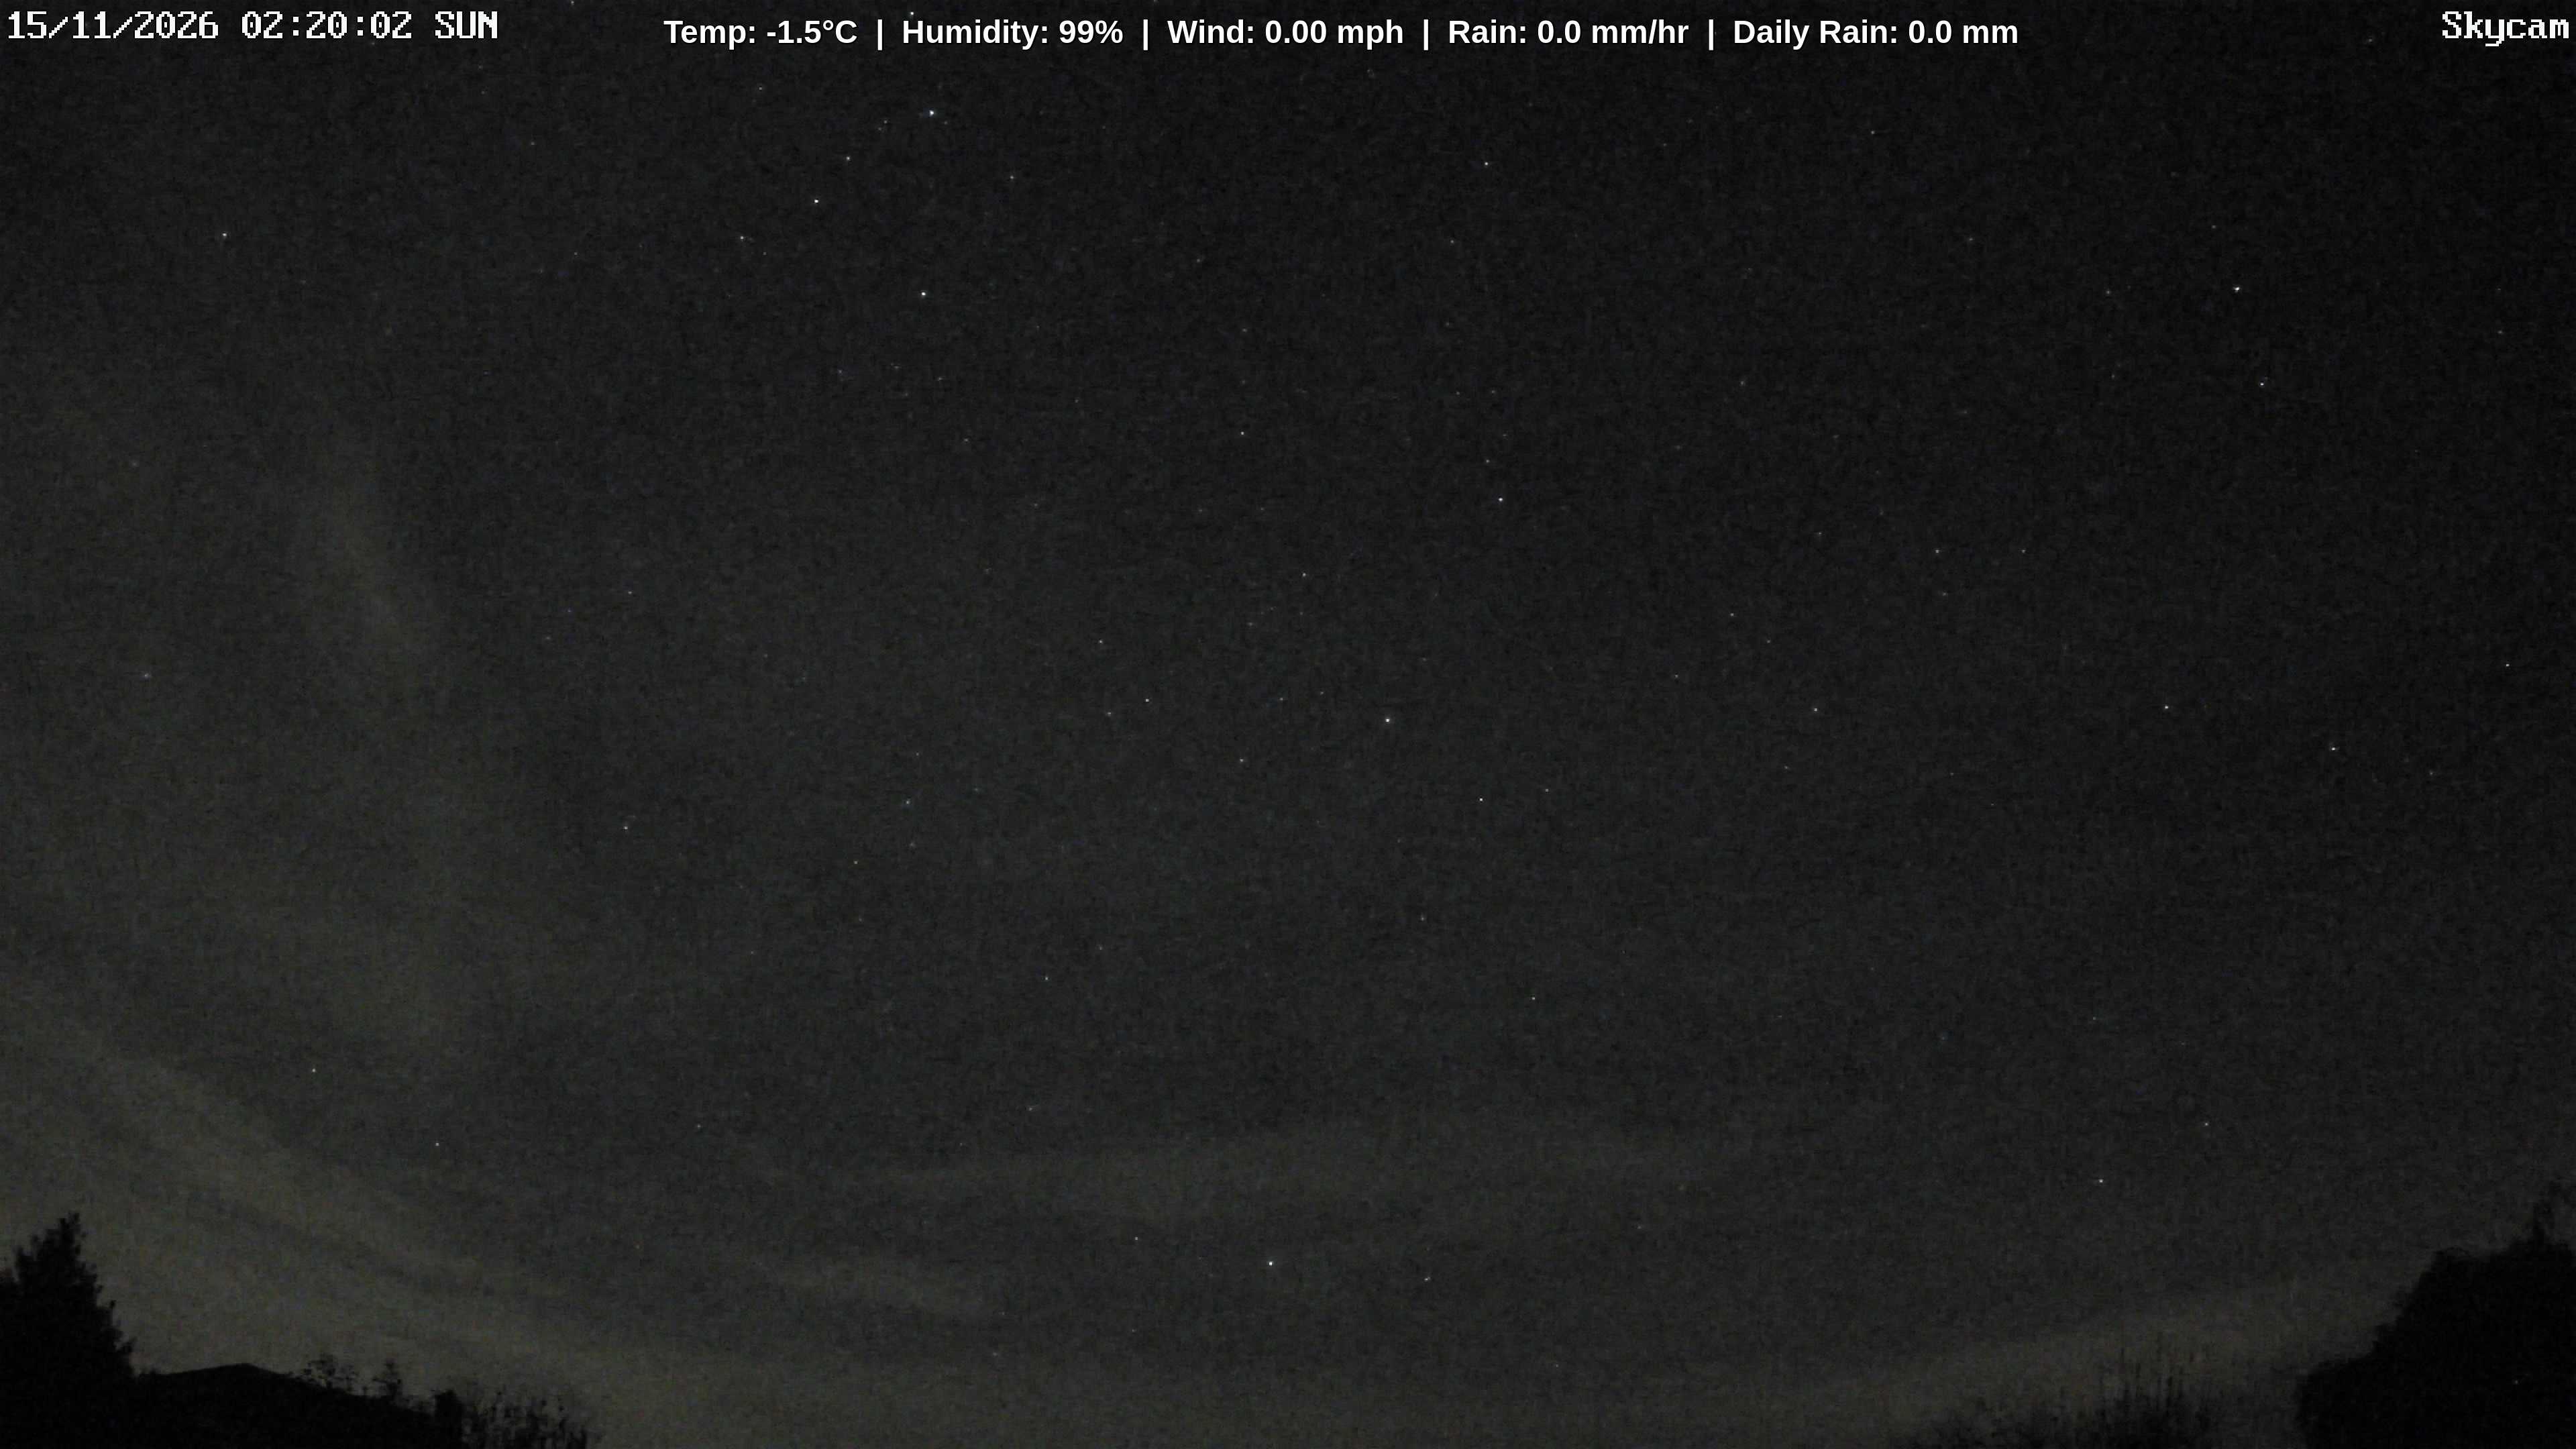 15/11/2026 02:20:02 SUN
Temp: -1.5°C | Humidity: 99% | Wind: 0.00 mph | Rain: 0.0 mm/hr | Daily Rain: 0.0 mm
Skycam